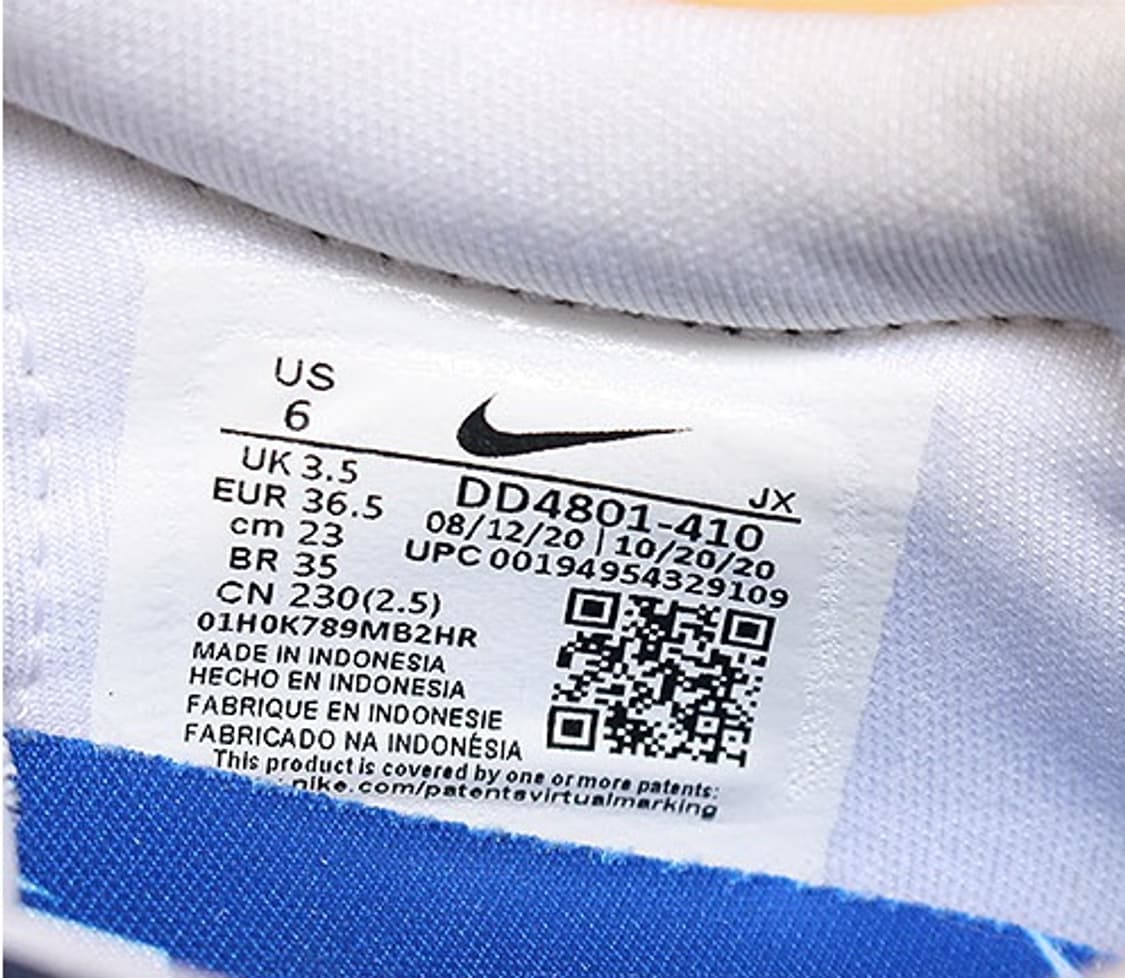 US
6
JX
UK 3.5
EUR 36.5
cm 23
BR 35
CN 230(2.5)
DD4801-410
08/12/20 | 10/20/20
UPC 00194954329109
01H0K789MB2HR
MADE IN INDONESIA
HECHO EN INDONESIA
FABRIQUE EN INDONESIE
FABRICADO NA INDONÉSIA
This product is covered by one or more patents:
nike.com/patentsvirtualmarking